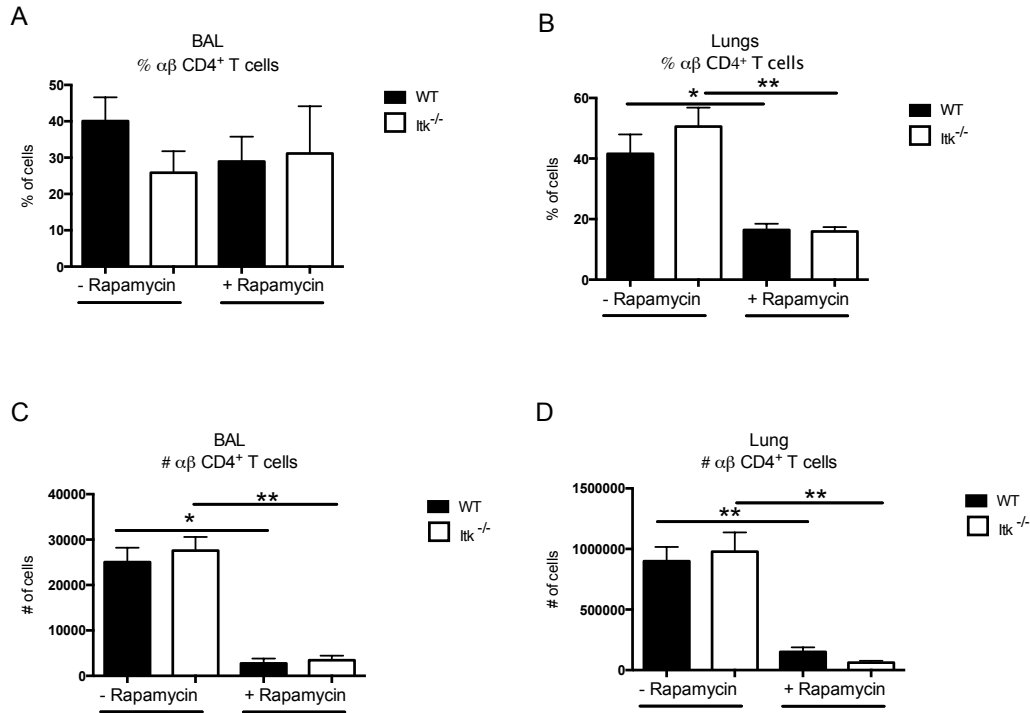 A
BAL
% αβ CD4⁺ T cells
50
40
30
20
10
0
% of cells
- Rapamycin
+ Rapamycin
WT
Itk⁻/⁻
B
Lungs
% αβ CD4⁺ T cells
*
**
60
40
20
0
% of cells
- Rapamycin
+ Rapamycin
WT
Itk⁻/⁻
C
BAL
# αβ CD4⁺ T cells
*
**
40000
30000
20000
10000
0
# of cells
- Rapamycin
+ Rapamycin
WT
Itk⁻/⁻
D
Lung
# αβ CD4⁺ T cells
**
**
1500000
1000000
500000
0
# of cells
- Rapamycin
+ Rapamycin
WT
Itk⁻/⁻